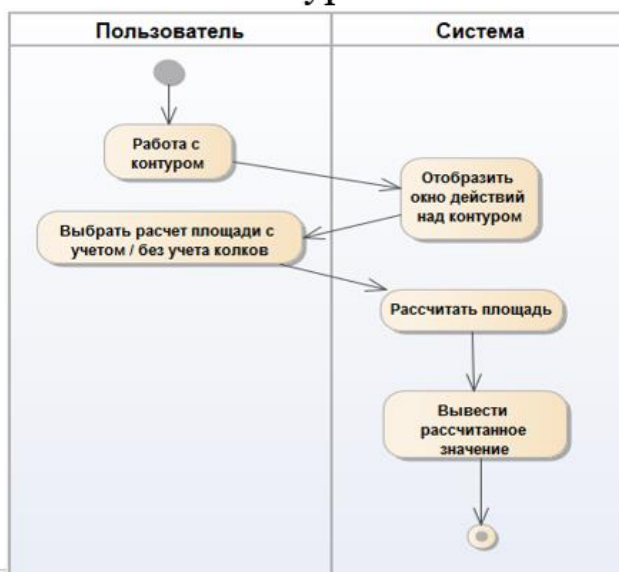 Пользователь
Система
Работа с
контуром
Отобразить
окно действий
над контуром
Выбрать расчет площади с
учетом / без учета колков
Рассчитать площадь
Вывести
рассчитанное
значение